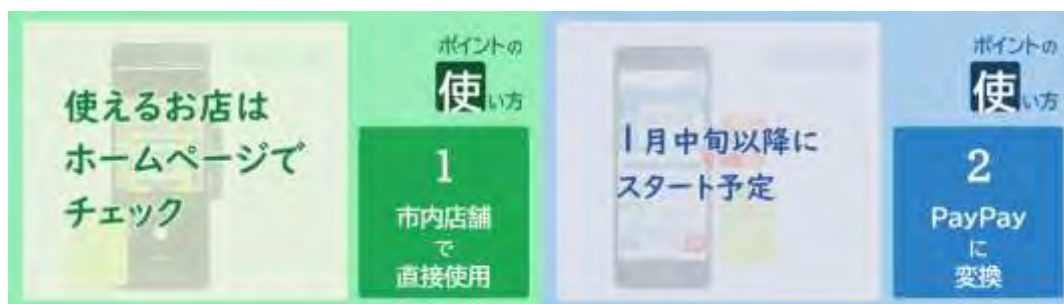 使えるお店は
ホームページで
チェック
ポイントの
使い方
1
市内店舗
で
直接使用
1月中旬以降に
スタート予定
ポイントの
使い方
2
PayPay
に
変換